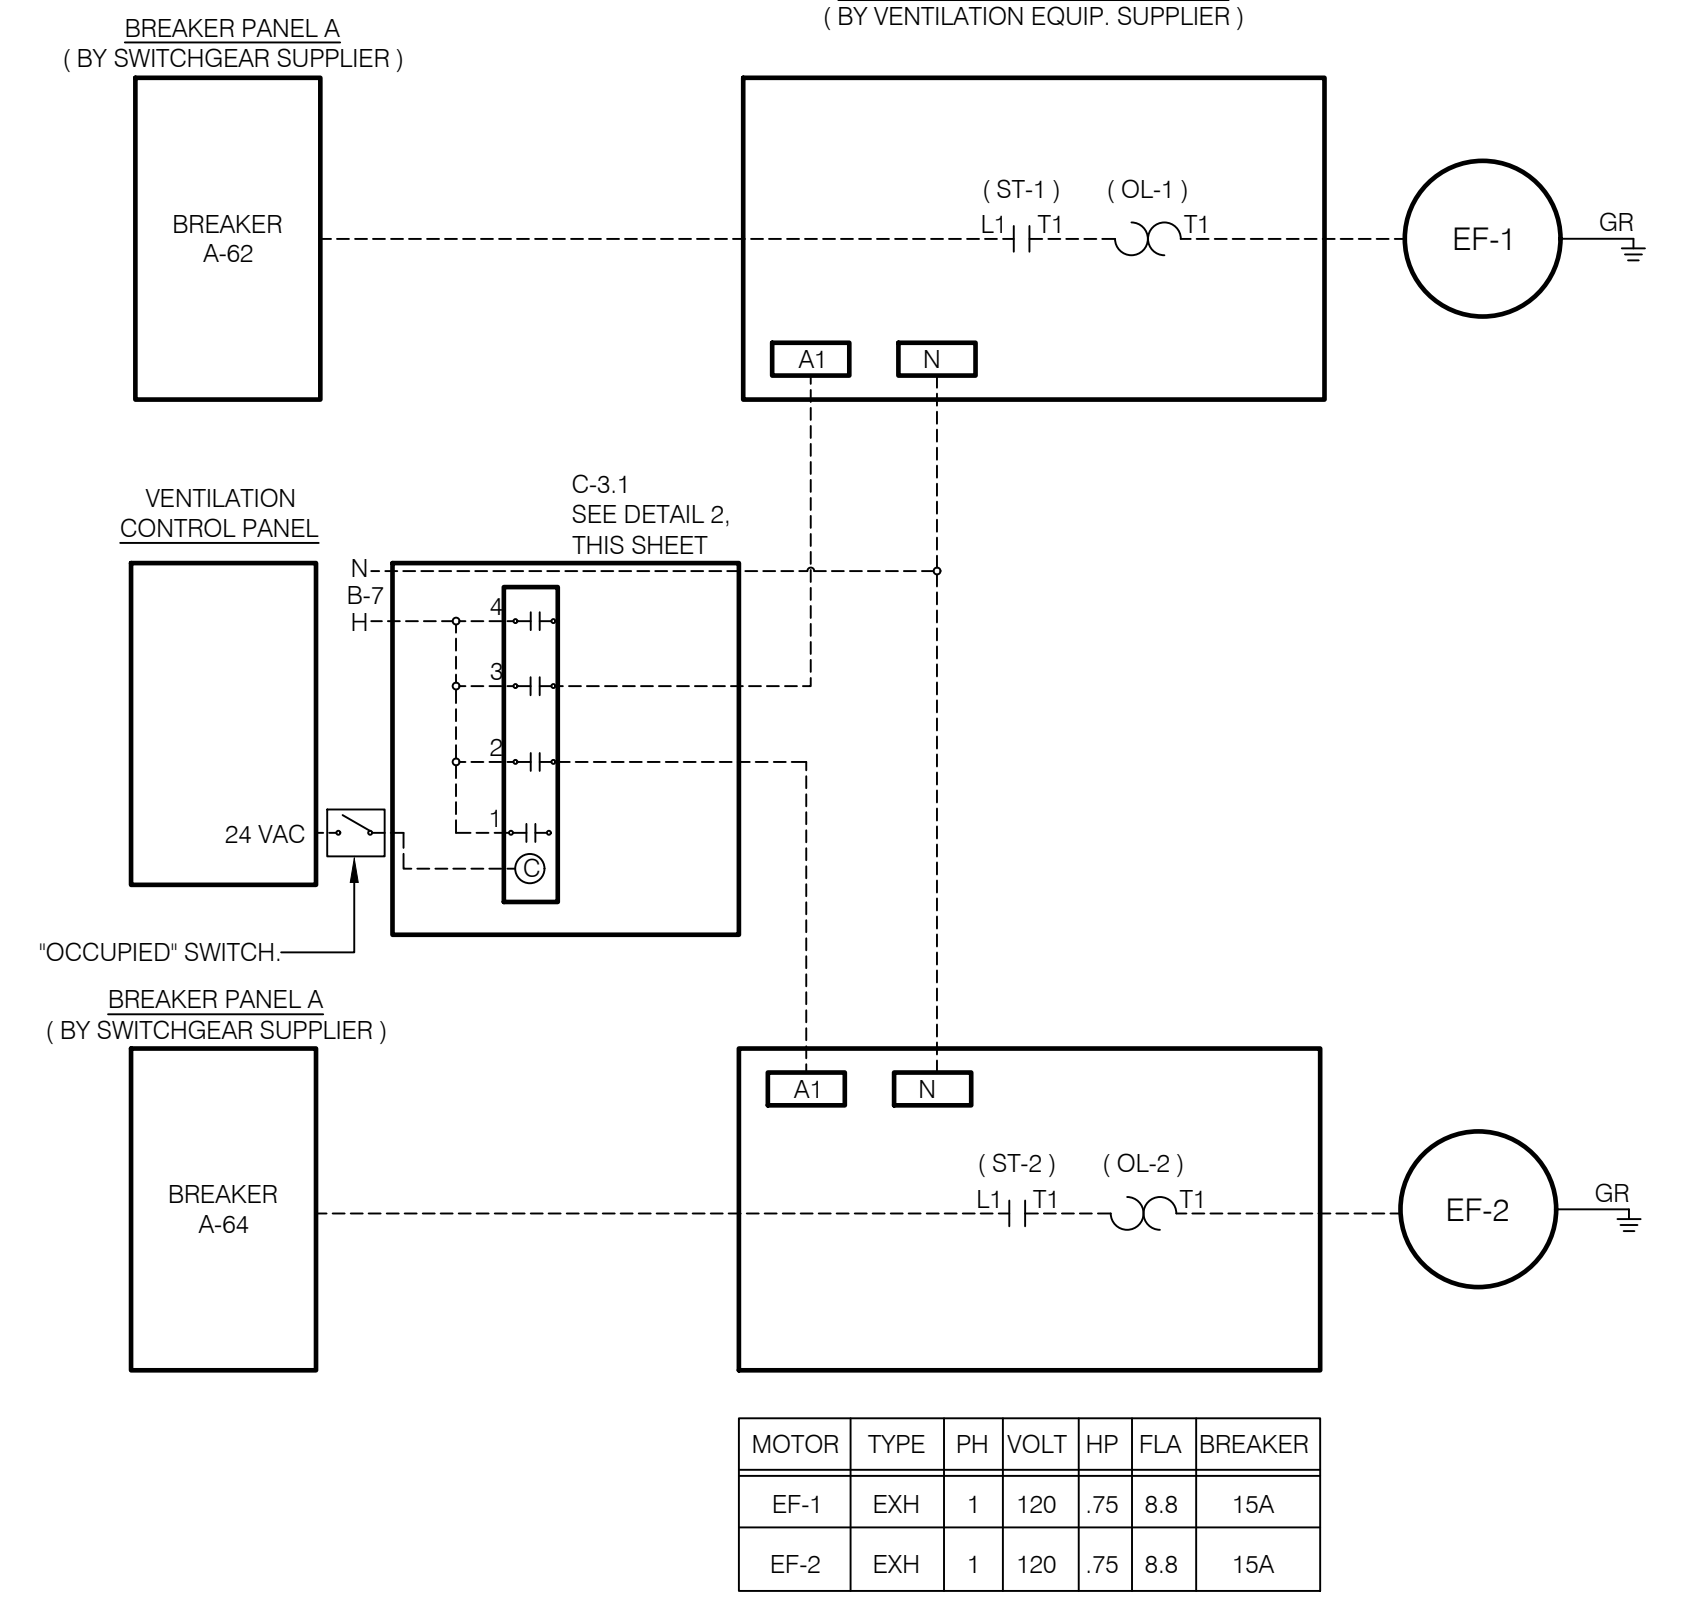 BREAKER PANEL A
( BY SWITCHGEAR SUPPLIER )
( BY VENTILATION EQUIP. SUPPLIER )
BREAKER
A-62
( ST-1 ) ( OL-1 )
L1 T1 T1
EF-1
GR
A1 N
C-3.1
SEE DETAIL 2,
THIS SHEET
VENTILATION
CONTROL PANEL
N
B-7
H
4
3
2
1
24 VAC
C
"OCCUPIED" SWITCH.
BREAKER PANEL A
( BY SWITCHGEAR SUPPLIER )
A1 N
BREAKER
A-64
( ST-2 ) ( OL-2 )
L1 T1 T1
EF-2
GR
MOTOR TYPE PH VOLT HP FLA BREAKER
EF-1 EXH 1 120 .75 8.8 15A
EF-2 EXH 1 120 .75 8.8 15A